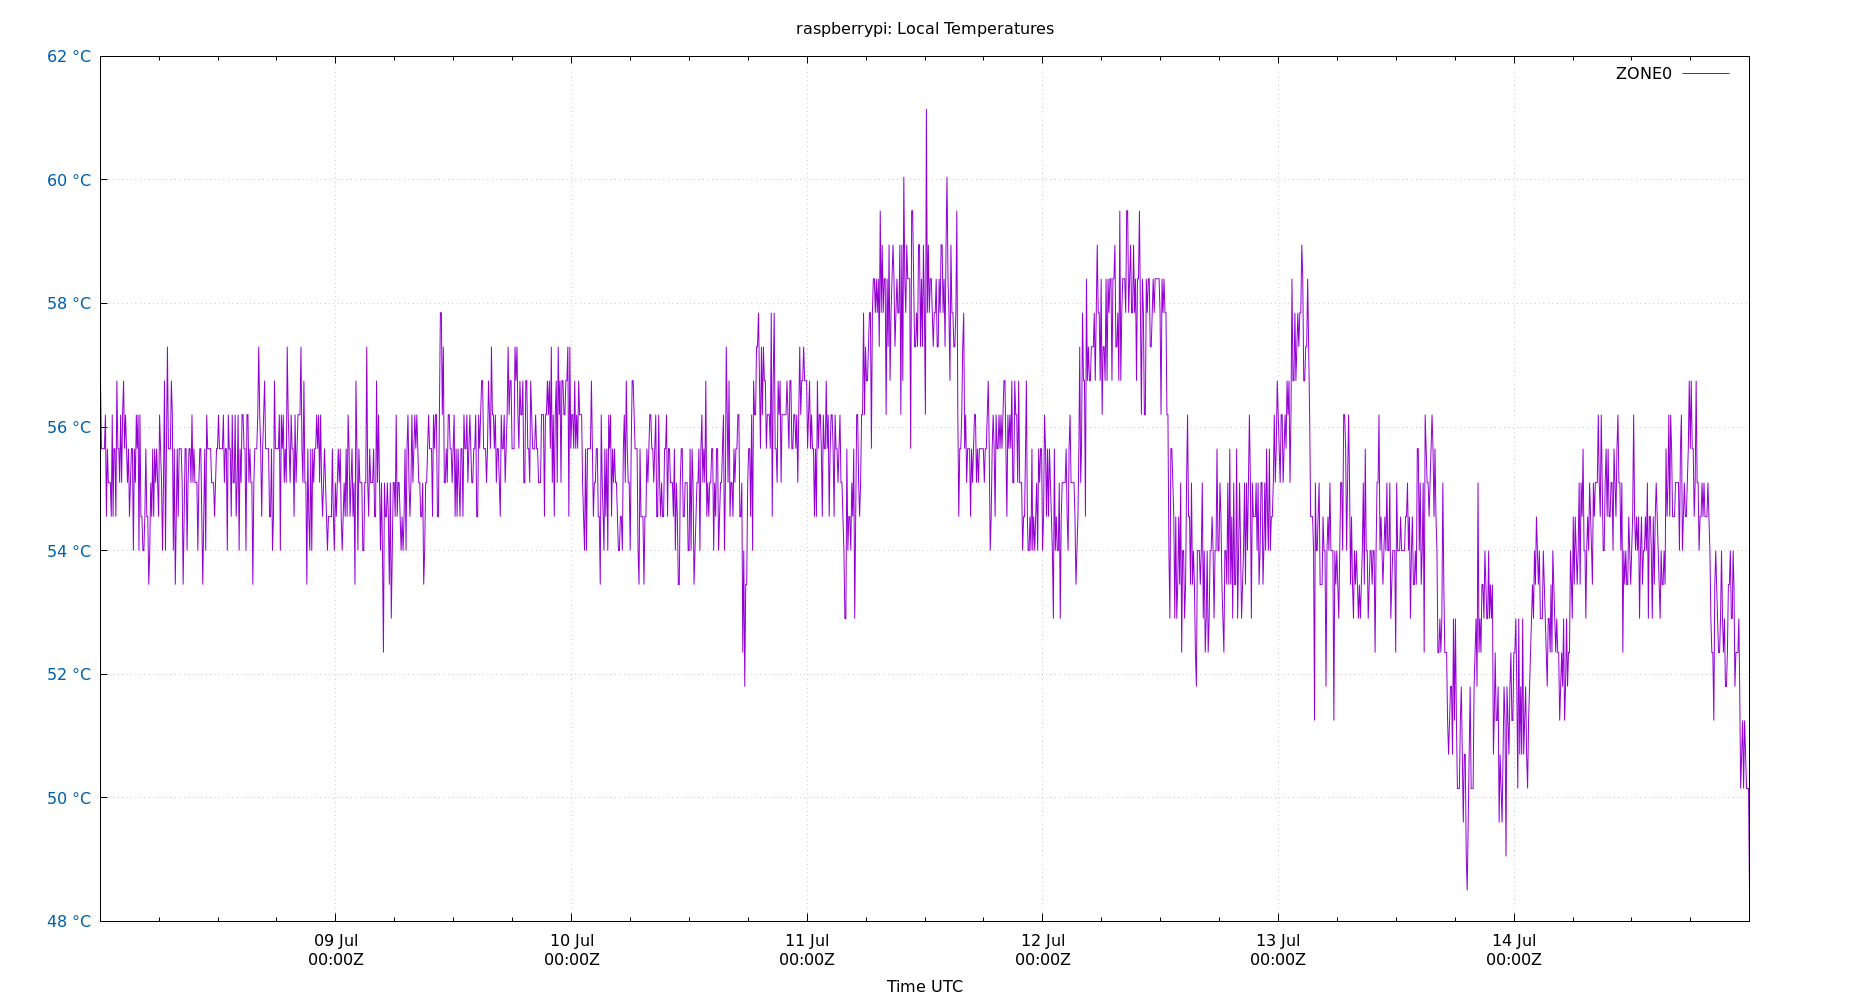 raspberrypi: Local Temperatures
ZONE0
62 °C
60 °C
58 °C
56 °C
54 °C
52 °C
50 °C
48 °C
09 Jul
00:00Z
10 Jul
00:00Z
11 Jul
00:00Z
12 Jul
00:00Z
13 Jul
00:00Z
14 Jul
00:00Z
Time UTC